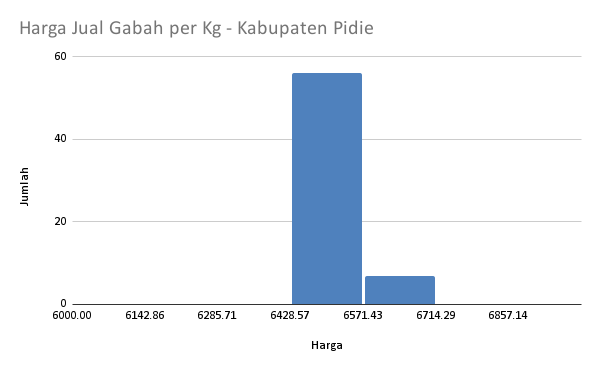 Harga Jual Gabah per Kg - Kabupaten Pidie
60
40
20
0
Jumlah
6000.00 6142.86 6285.71 6428.57 6571.43 6714.29 6857.14
Harga